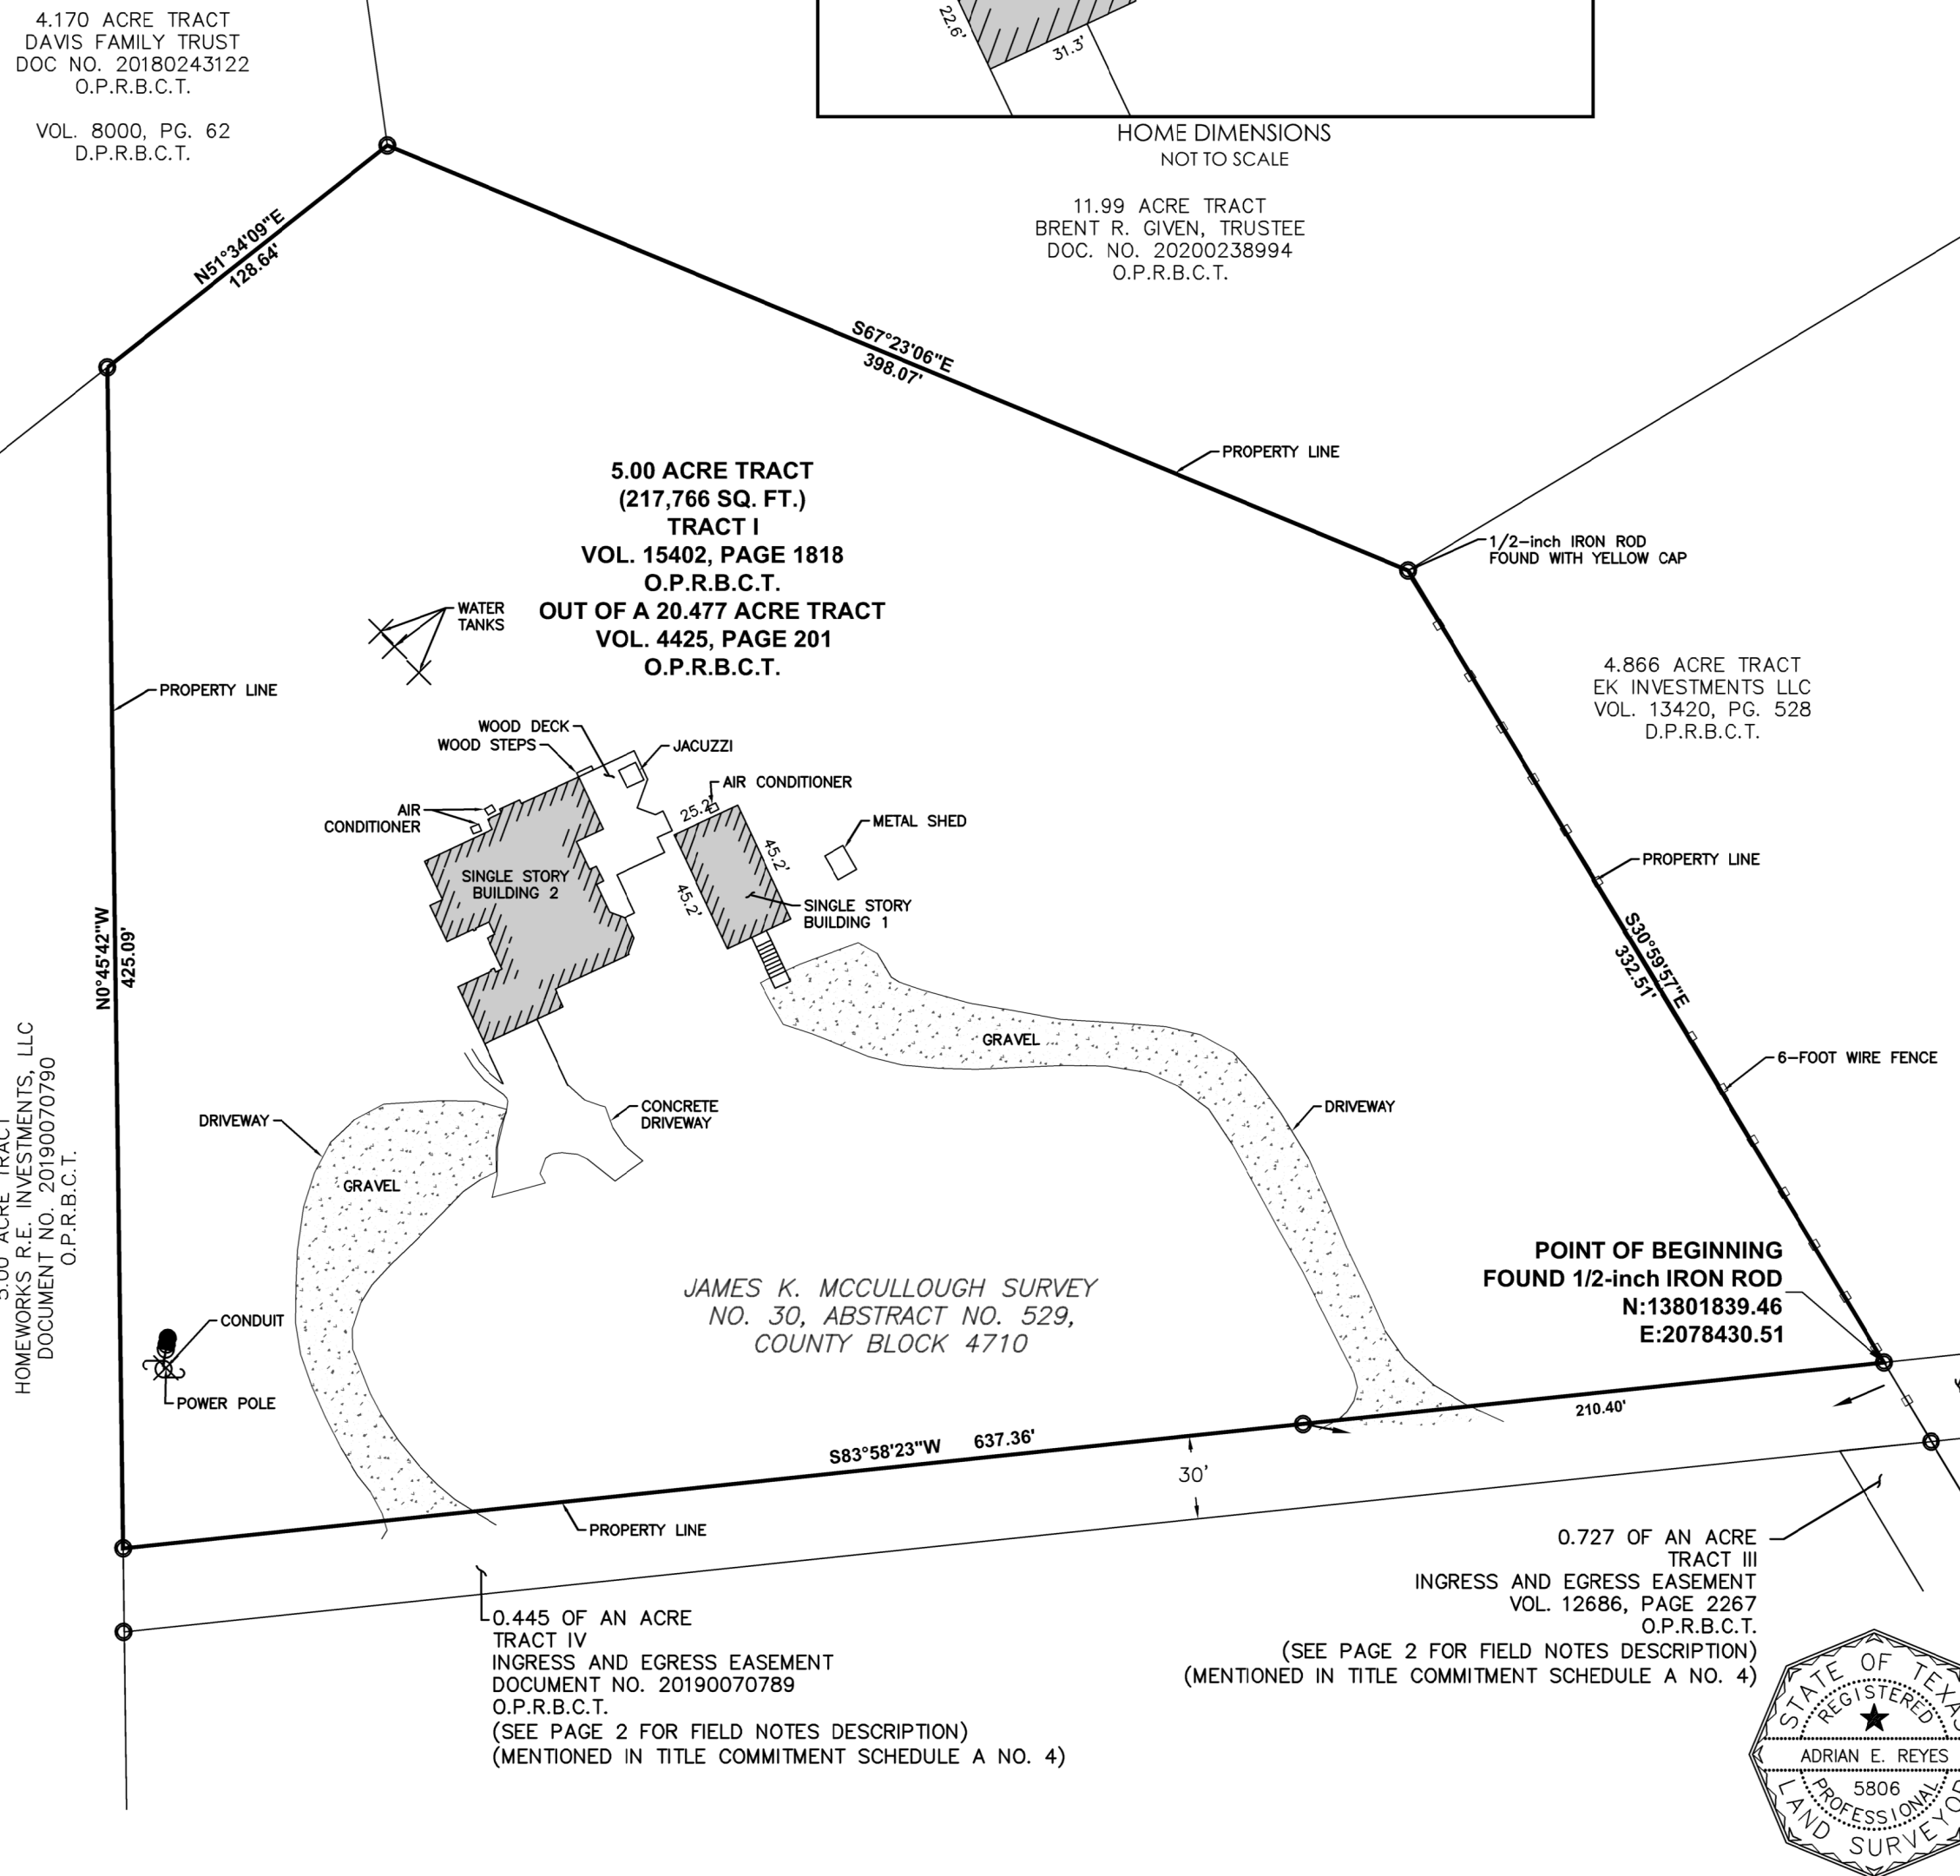 4.170 ACRE TRACT
DAVIS FAMILY TRUST
DOC NO. 20180243122
O.P.R.B.C.T.
VOL. 8000, PG. 62
D.P.R.B.C.T.
22.6'
31.3'
HOME DIMENSIONS
NOT TO SCALE
11.99 ACRE TRACT
BRENT R. GIVEN, TRUSTEE
DOC. NO. 20200238994
O.P.R.B.C.T.
N51°34'09"E
128.64'
S67°23'06"E
398.07'
PROPERTY LINE
5.00 ACRE TRACT
(217,766 SQ. FT.)
TRACT I
VOL. 15402, PAGE 1818
O.P.R.B.C.T.
OUT OF A 20.477 ACRE TRACT
VOL. 4425, PAGE 201
O.P.R.B.C.T.
1/2-inch IRON ROD
FOUND WITH YELLOW CAP
WATER
TANKS
4.866 ACRE TRACT
EK INVESTMENTS LLC
VOL. 13420, PG. 528
D.P.R.B.C.T.
PROPERTY LINE
WOOD DECK
WOOD STEPS
JACUZZI
AIR CONDITIONER
25.2'
AIR
CONDITIONER
METAL SHED
45.2'
45.2'
SINGLE STORY
BUILDING 2
SINGLE STORY
BUILDING 1
PROPERTY LINE
S30°59'57"E
332.51'
N0°45'42"W
425.09'
5.00 ACRE TRACT
HOMEWORKS R.E. INVESTMENTS, LLC
DOCUMENT NO. 20190070790
O.P.R.B.C.T.
GRAVEL
6-FOOT WIRE FENCE
DRIVEWAY
CONCRETE
DRIVEWAY
DRIVEWAY
GRAVEL
POINT OF BEGINNING
FOUND 1/2-inch IRON ROD
N:13801839.46
E:2078430.51
JAMES K. MCCULLOUGH SURVEY
NO. 30, ABSTRACT NO. 529,
COUNTY BLOCK 4710
CONDUIT
POWER POLE
S83°58'23"W 637.36'
210.40'
30'
PROPERTY LINE
0.727 OF AN ACRE
TRACT III
INGRESS AND EGRESS EASEMENT
VOL. 12686, PAGE 2267
O.P.R.B.C.T.
(SEE PAGE 2 FOR FIELD NOTES DESCRIPTION)
(MENTIONED IN TITLE COMMITMENT SCHEDULE A NO. 4)
0.445 OF AN ACRE
TRACT IV
INGRESS AND EGRESS EASEMENT
DOCUMENT NO. 20190070789
O.P.R.B.C.T.
(SEE PAGE 2 FOR FIELD NOTES DESCRIPTION)
(MENTIONED IN TITLE COMMITMENT SCHEDULE A NO. 4)
STATE OF TEXAS
REGISTERED
ADRIAN E. REYES
5806
PROFESSIONAL
LAND SURVEYOR